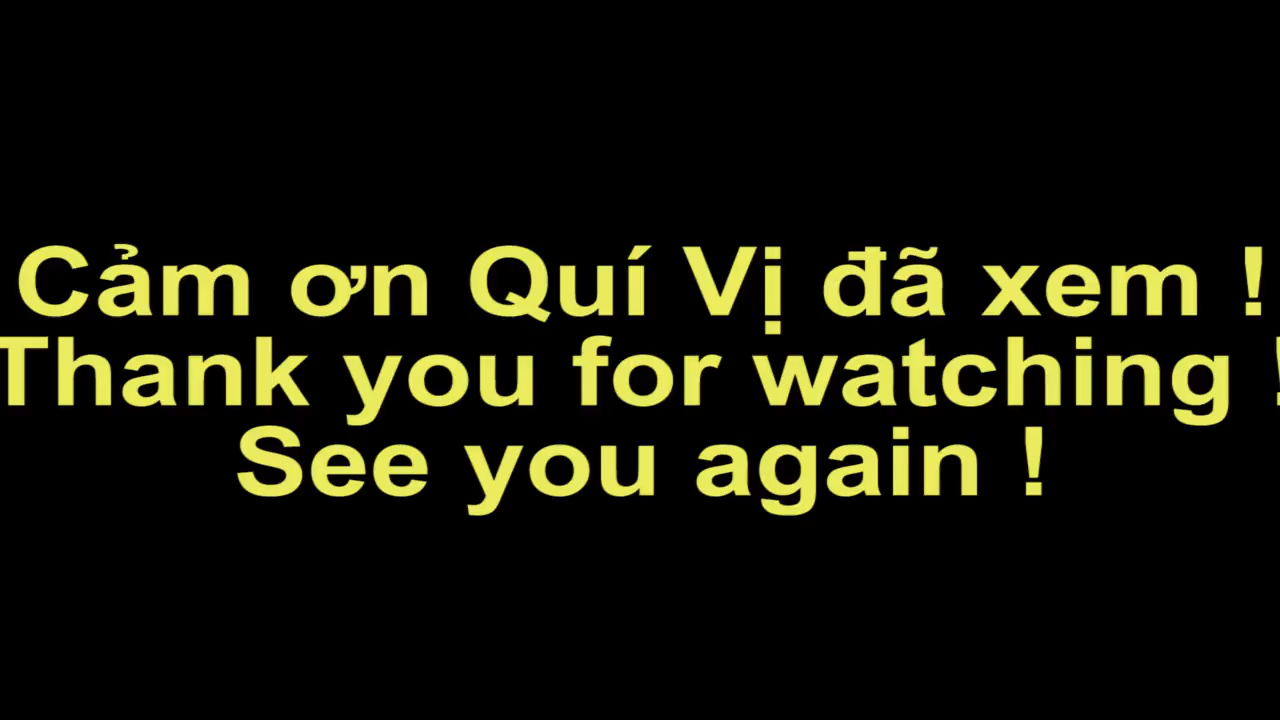 Cảm ơn Quí Vị đã xem !
Thank you for watching !
See you again !